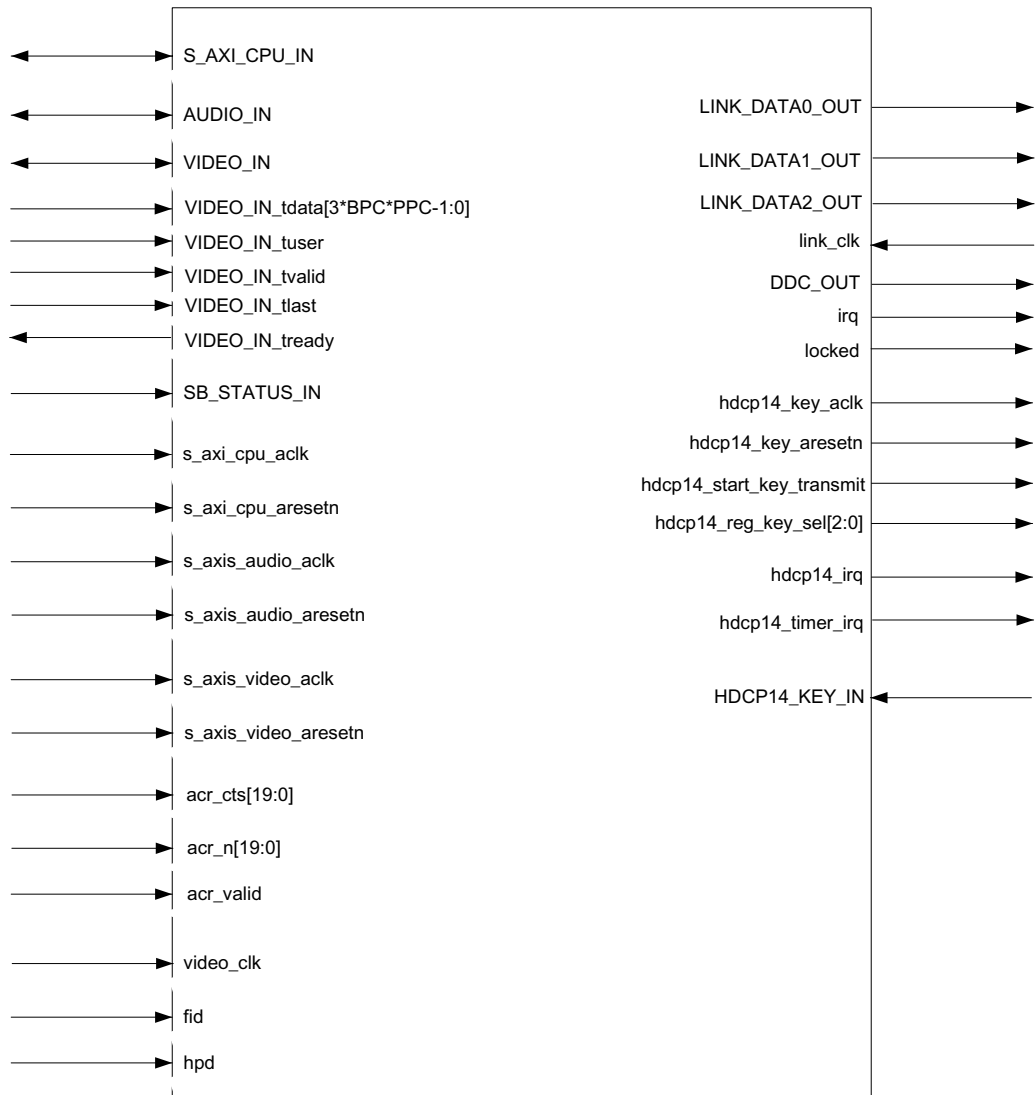 S_AXI_CPU_IN
AUDIO_IN
VIDEO_IN
VIDEO_IN_tdata[3*BPC*PPC-1:0]
VIDEO_IN_tuser
VIDEO_IN_tvalid
VIDEO_IN_tlast
VIDEO_IN_tready
SB_STATUS_IN
s_axi_cpu_aclk
s_axi_cpu_aresetn
s_axis_audio_aclk
s_axis_audio_aresetn
s_axis_video_aclk
s_axis_video_aresetn
acr_cts[19:0]
acr_n[19:0]
acr_valid
video_clk
fid
hpd
LINK_DATA0_OUT
LINK_DATA1_OUT
LINK_DATA2_OUT
link_clk
DDC_OUT
irq
locked
hdcp14_key_aclk
hdcp14_key_aresetn
hdcp14_start_key_transmit
hdcp14_reg_key_sel[2:0]
hdcp14_irq
hdcp14_timer_irq
HDCP14_KEY_IN